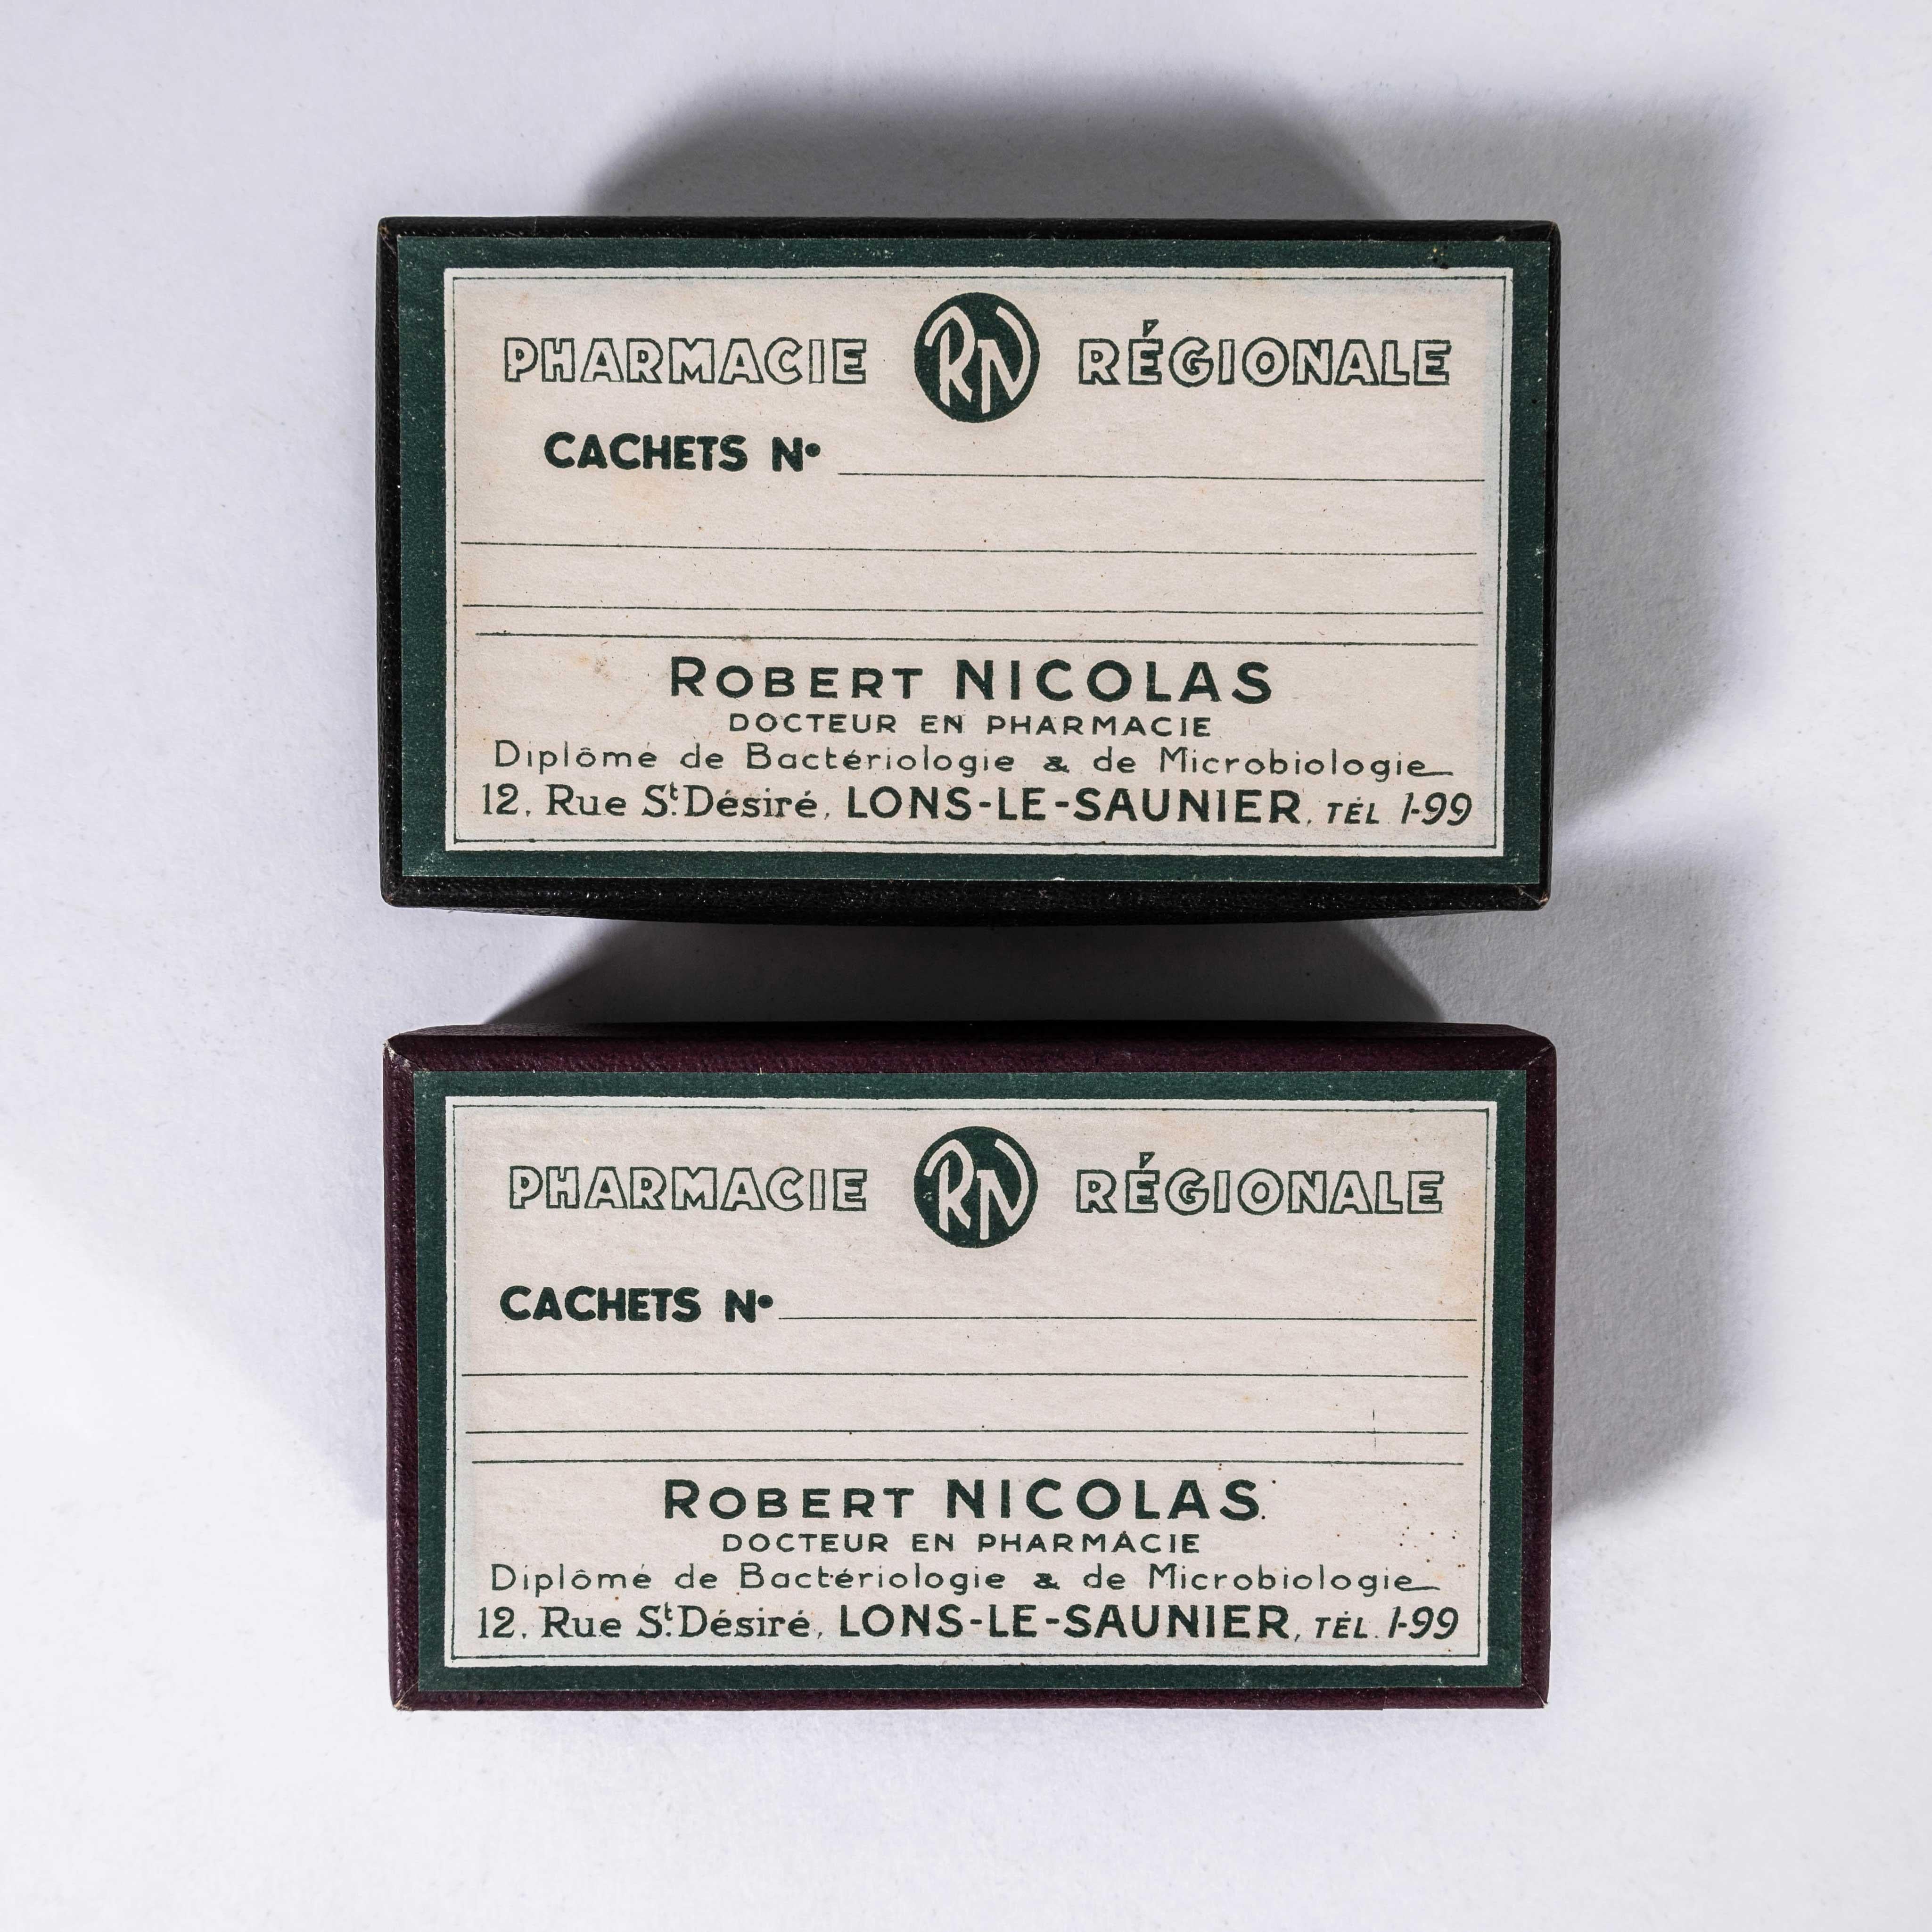 PHARMACIE RN RÉGIONALE
CACHETS N°
ROBERT NICOLAS
DOCTEUR EN PHARMACIE
Diplômé de Bactériologie & de Microbiologie
12, Rue St. Désiré, LONS-LE-SAUNIER, TÉL. 1-99
PHARMACIE RN RÉGIONALE
CACHETS N°
ROBERT NICOLAS
DOCTEUR EN PHARMACIE
Diplômé de Bactériologie & de Microbiologie
12, Rue St. Désiré, LONS-LE-SAUNIER, TÉL. 1-99